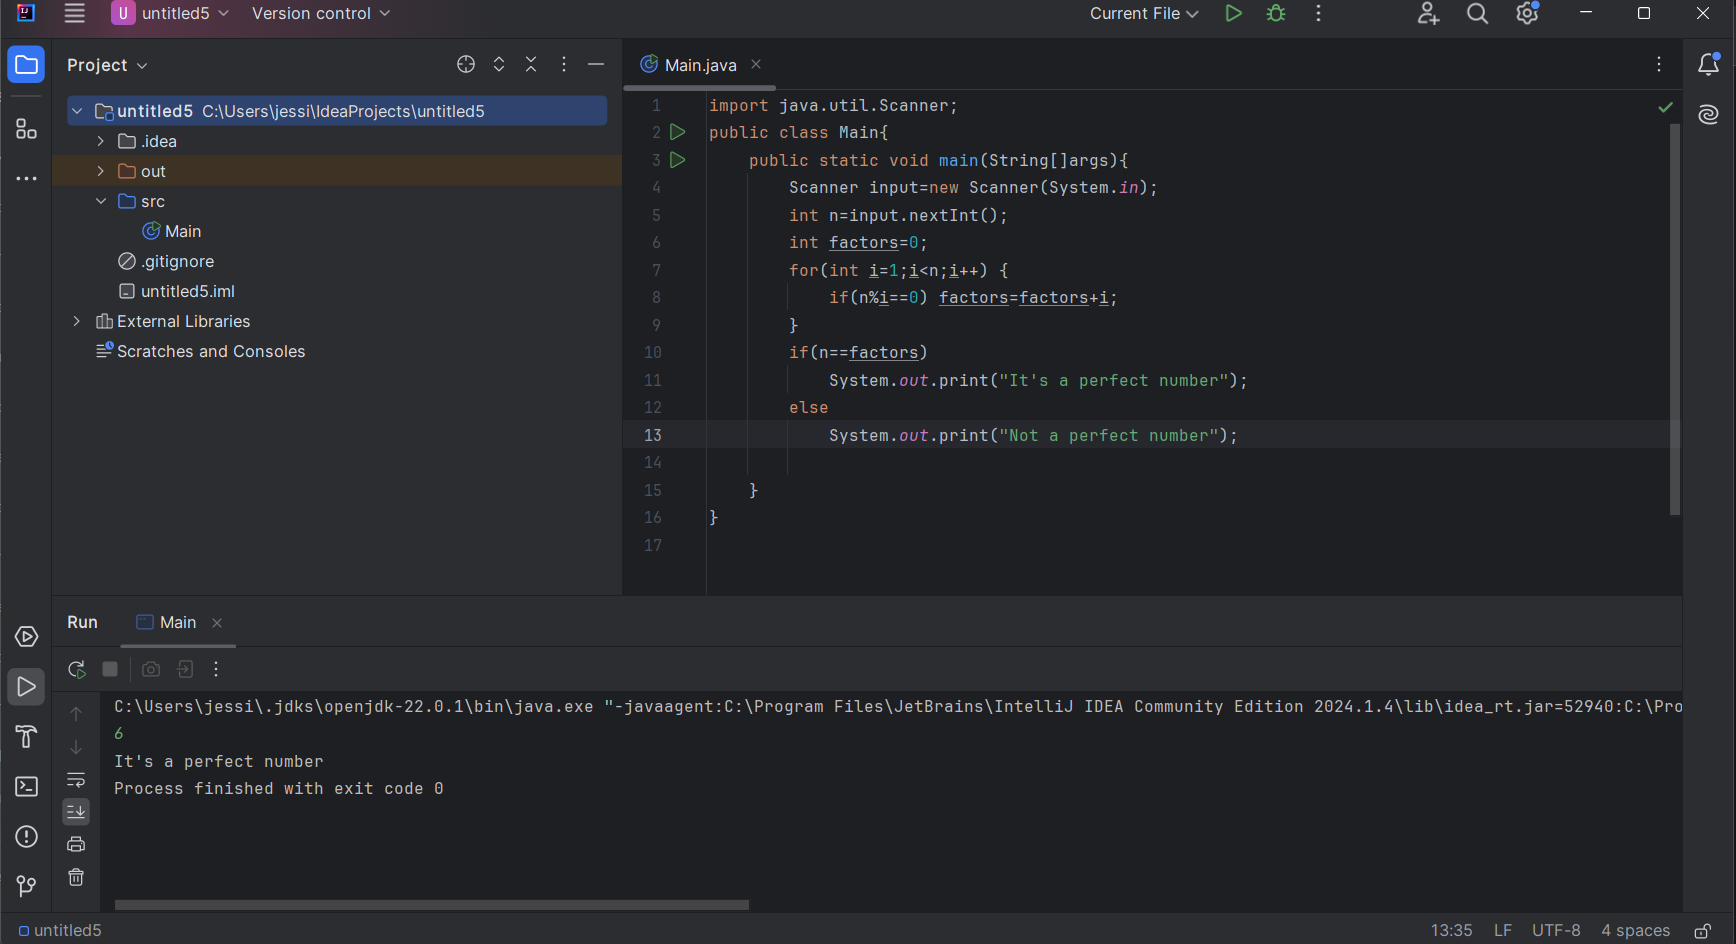 U untitled5 Version control Current File
Project
Main.java
untitled5 C:\Users\jessi\IdeaProjects\untitled5
.idea
out
src
Main
.gitignore
untitled5.iml
External Libraries
Scratches and Consoles
1 import java.util.Scanner;
2 public class Main{
3     public static void main(String[]args){
4         Scanner input=new Scanner(System.in);
5         int n=input.nextInt();
6         int factors=0;
7         for(int i=1;i<n;i++) {
8             if(n%i==0) factors=factors+i;
9         }
10         if(n==factors)
11             System.out.print("It's a perfect number");
12         else
13             System.out.print("Not a perfect number");
14
15     }
16 }
17
Run Main
C:\Users\jessi\.jdks\openjdk-22.0.1\bin\java.exe "-javaagent:C:\Program Files\JetBrains\IntelliJ IDEA Community Edition 2024.1.4\lib\idea_rt.jar=52940:C:\Pro
6
It's a perfect number
Process finished with exit code 0
untitled5 13:35 LF UTF-8 4 spaces